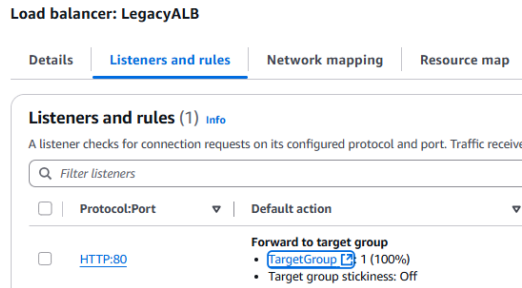 Load balancer: LegacyALB
Details
Listeners and rules
Network mapping
Resource map
Listeners and rules (1) Info
A listener checks for connection requests on its configured protocol and port. Traffic receive
Filter listeners
Protocol:Port
Default action
HTTP:80
Forward to target group
• TargetGroup : 1 (100%)
• Target group stickiness: Off